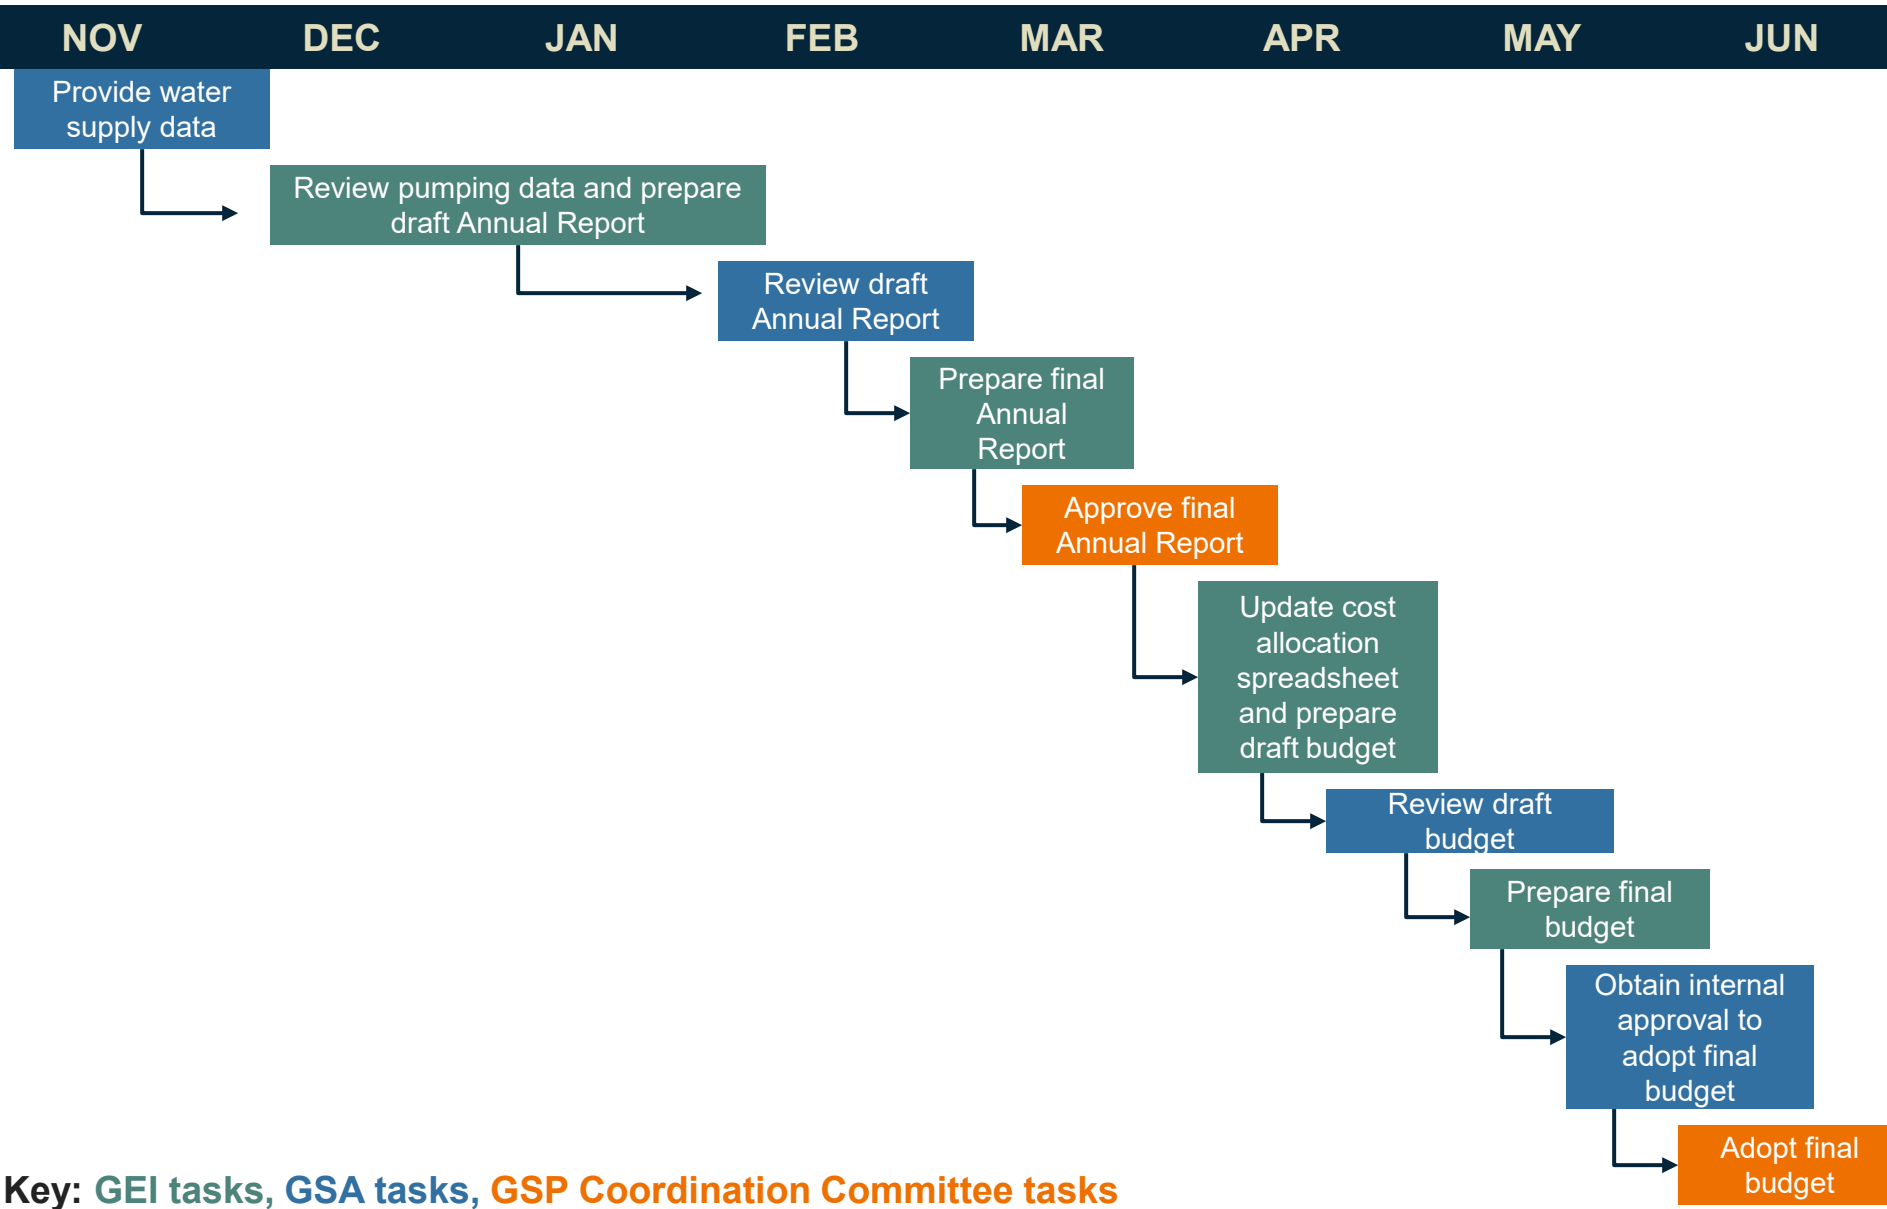 NOV DEC JAN FEB MAR APR MAY JUN
Provide water
supply data
Review pumping data and prepare
draft Annual Report
Review draft
Annual Report
Prepare final
Annual
Report
Approve final
Annual Report
Update cost
allocation
spreadsheet
and prepare
draft budget
Review draft
budget
Prepare final
budget
Obtain internal
approval to
adopt final
budget
Adopt final
budget
Key: GEI tasks, GSA tasks, GSP Coordination Committee tasks